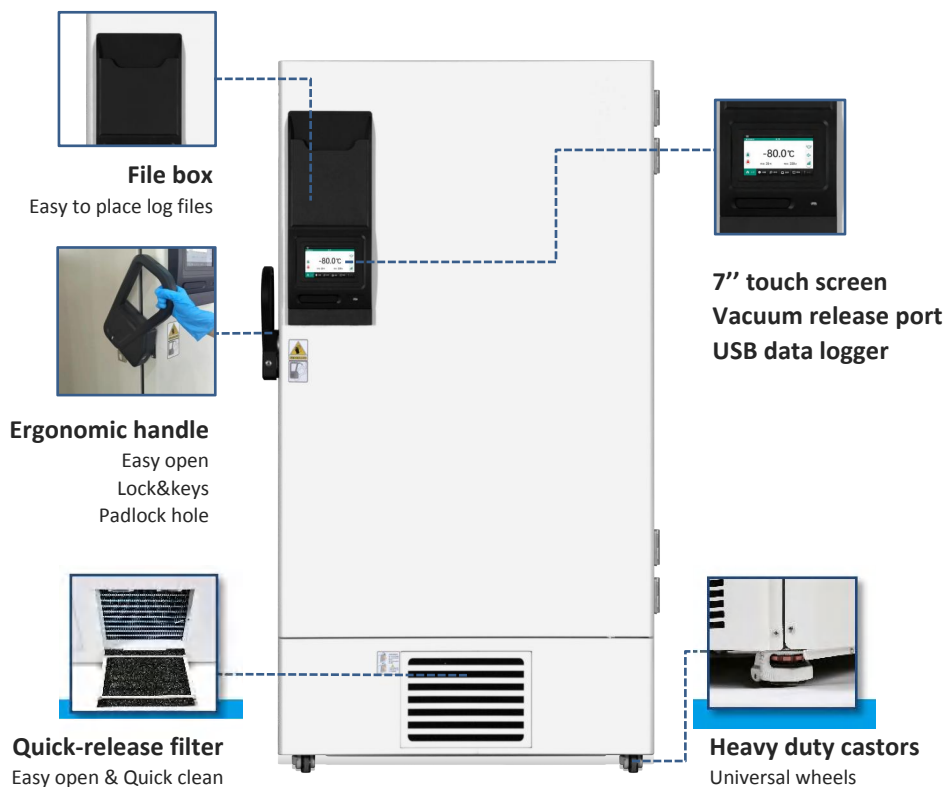 File box
Easy to place log files
-80.0℃
-80.0℃
7’’ touch screen
Vacuum release port
USB data logger
Ergonomic handle
Easy open
Lock&keys
Padlock hole
Quick-release filter
Easy open & Quick clean
Heavy duty castors
Universal wheels